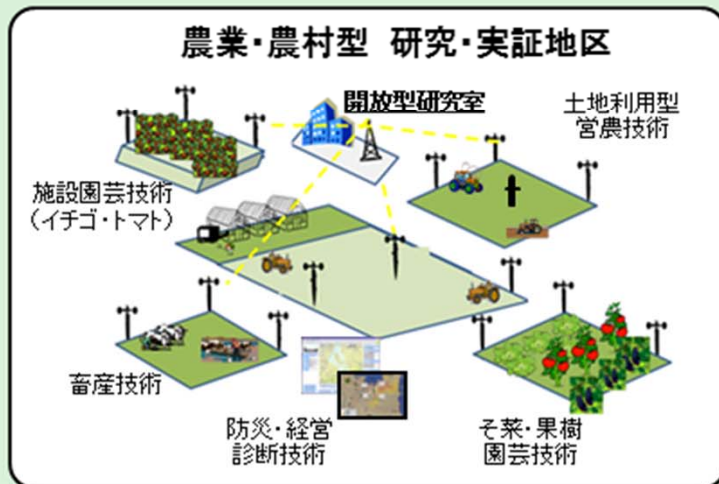 農業・農村型 研究・実証地区
開放型研究室
土地利用型
営農技術
施設園芸技術
(イチゴ・トマト)
畜産技術
防災・経営
診断技術
そ菜・果樹
園芸技術